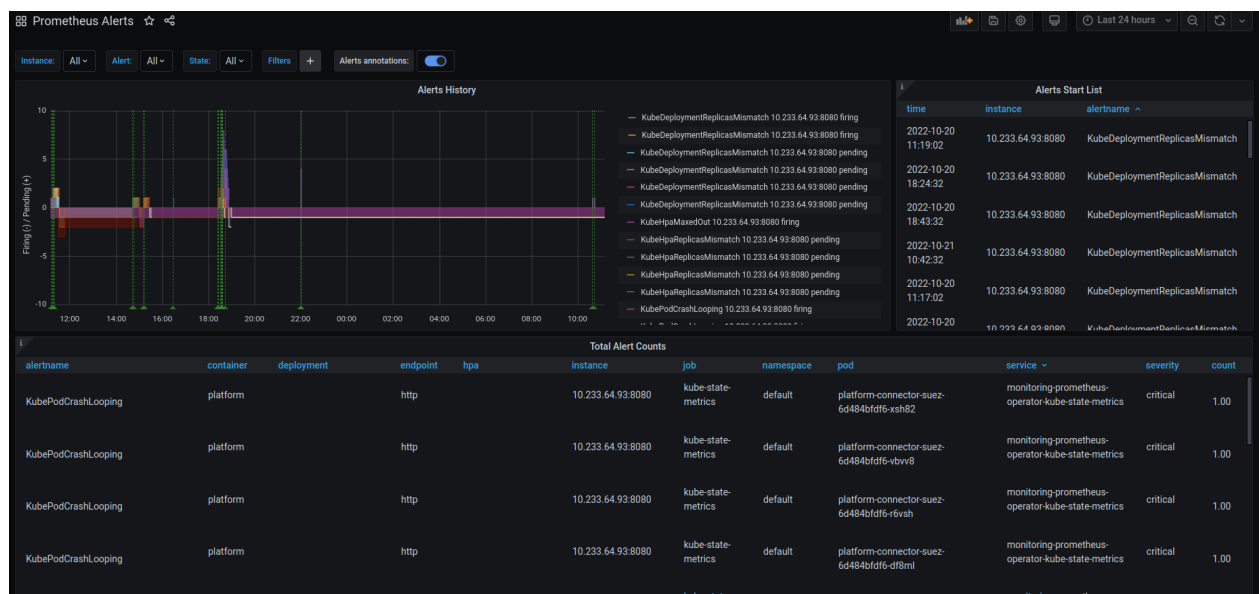 Prometheus Alerts
Last 24 hours
Instance: All Alert: All State: All Filters + Alerts annotations:
Alerts History
10
5
0
-5
-10
Firing (-) / Pending (+)
12:00 14:00 16:00 18:00 20:00 22:00 00:00 02:00 04:00 06:00 08:00 10:00
KubeDeploymentReplicasMismatch 10.233.64.93:8080 firing
KubeDeploymentReplicasMismatch 10.233.64.93:8080 firing
KubeDeploymentReplicasMismatch 10.233.64.93:8080 pending
KubeDeploymentReplicasMismatch 10.233.64.93:8080 pending
KubeDeploymentReplicasMismatch 10.233.64.93:8080 pending
KubeDeploymentReplicasMismatch 10.233.64.93:8080 pending
KubeHpaMaxedOut 10.233.64.93:8080 firing
KubeHpaReplicasMismatch 10.233.64.93:8080 pending
KubeHpaReplicasMismatch 10.233.64.93:8080 pending
KubeHpaReplicasMismatch 10.233.64.93:8080 pending
KubeHpaReplicasMismatch 10.233.64.93:8080 pending
KubePodCrashLooping 10.233.64.93:8080 firing
Alerts Start List
time instance alertname
2022-10-20
11:19:02
10.233.64.93:8080 KubeDeploymentReplicasMismatch
2022-10-20
18:24:32
10.233.64.93:8080 KubeDeploymentReplicasMismatch
2022-10-20
18:43:32
10.233.64.93:8080 KubeDeploymentReplicasMismatch
2022-10-21
10:42:32
10.233.64.93:8080 KubeDeploymentReplicasMismatch
2022-10-20
11:17:02
10.233.64.93:8080 KubeDeploymentReplicasMismatch
2022-10-20
10.233.64.93:8080 KubeDeploymentReplicasMismatch
Total Alert Counts
alertname container deployment endpoint hpa instance job namespace pod service severity count
KubePodCrashLooping platform http 10.233.64.93:8080 kube-state-
metrics default platform-connector-suez-
6d484bfdf6-xsh82 monitoring-prometheus-
operator-kube-state-metrics critical 1.00
KubePodCrashLooping platform http 10.233.64.93:8080 kube-state-
metrics default platform-connector-suez-
6d484bfdf6-vbvv8 monitoring-prometheus-
operator-kube-state-metrics critical 1.00
KubePodCrashLooping platform http 10.233.64.93:8080 kube-state-
metrics default platform-connector-suez-
6d484bfdf6-r6vsh monitoring-prometheus-
operator-kube-state-metrics critical 1.00
KubePodCrashLooping platform http 10.233.64.93:8080 kube-state-
metrics default platform-connector-suez-
6d484bfdf6-df8ml monitoring-prometheus-
operator-kube-state-metrics critical 1.00